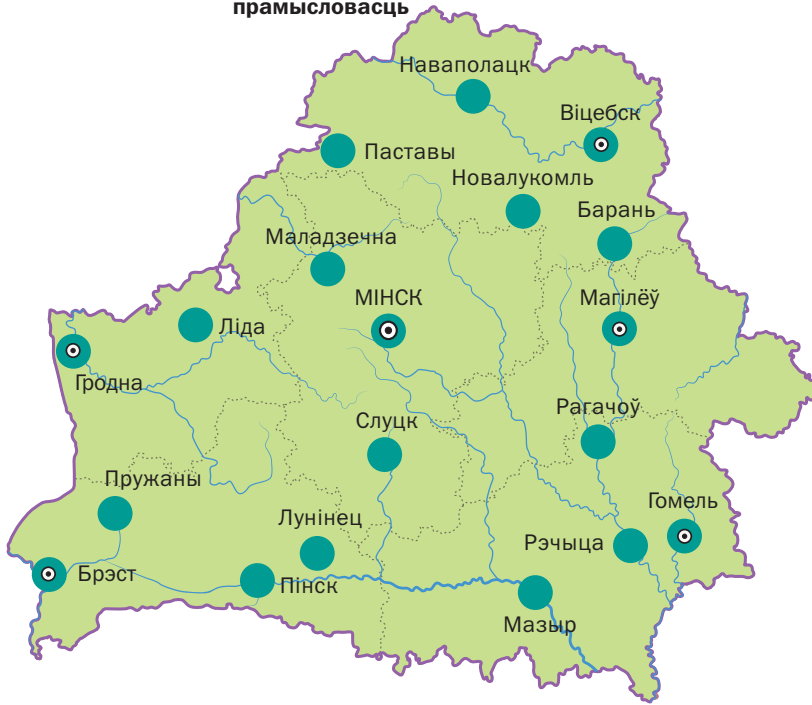 прамысловасць
Наваполацк
Віцебск
Паставы
Новалукомль
Барань
Маладзечна
МІНСК
Магілёў
Ліда
Гродна
Рагачоў
Слуцк
Пружаны
Гомель
Лунінец
Рэчыца
Брэст
Пінск
Мазыр